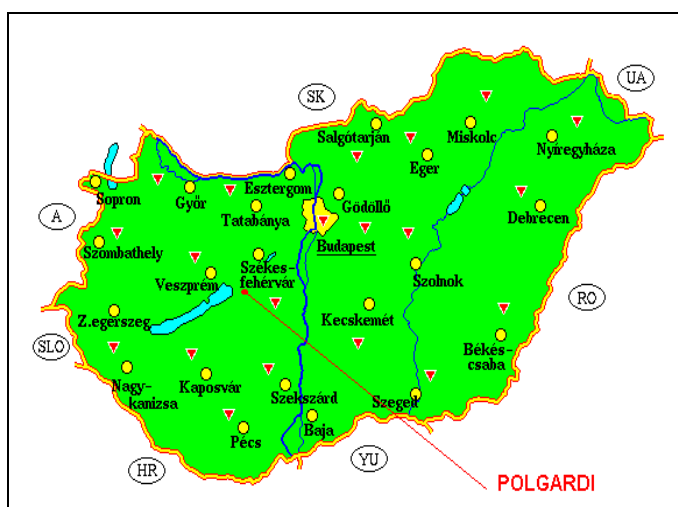 UA
SK
Salgótarján
Miskolc
Nyíregyháza
Eger
Esztergom
Sopron
Győr
Gödöllő
Tatabánya
Debrecen
A
Budapest
Szombathely
Székes-
fehérvár
Veszprém
Szolnok
RO
Z.egerszeg
Kecskemét
SLO
Békés-
csaba
Nagy-
kanizsa
Kaposvár
Szekszárd
Szeged
Baja
Pécs
YU
HR
POLGARDI